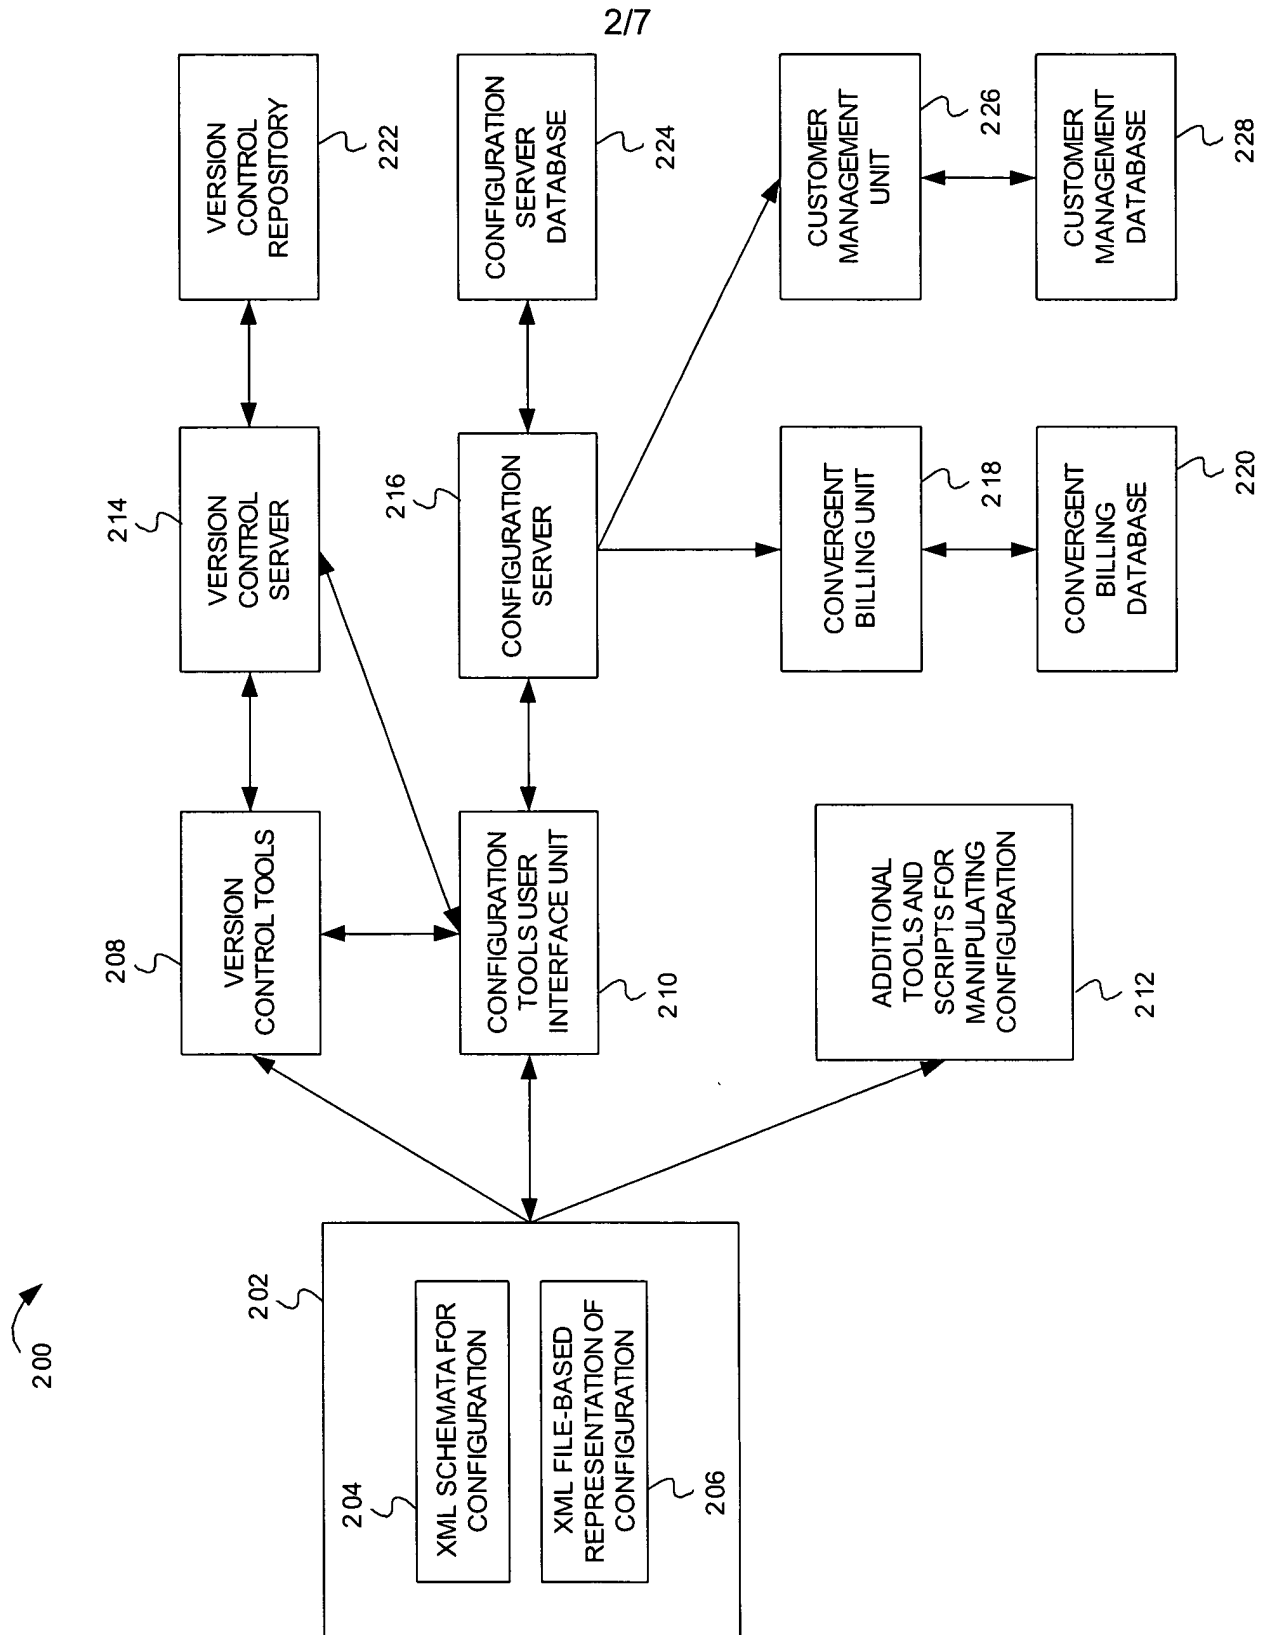 2/7
200
202
204
XML SCHEMATA FOR
CONFIGURATION
XML FILE-BASED
REPRESENTATION OF
CONFIGURATION
206
208
VERSION
CONTROL TOOLS
CONFIGURATION
TOOLS USER
INTERFACE UNIT
210
ADDITIONAL
TOOLS AND
SCRIPTS FOR
MANIPULATING
CONFIGURATION
212
214
VERSION
CONTROL
SERVER
216
CONFIGURATION
SERVER
CONVERGENT
BILLING UNIT
218
CONVERGENT
BILLING
DATABASE
220
VERSION
CONTROL
REPOSITORY
222
CONFIGURATION
SERVER
DATABASE
224
CUSTOMER
MANAGEMENT
UNIT
226
CUSTOMER
MANAGEMENT
DATABASE
228